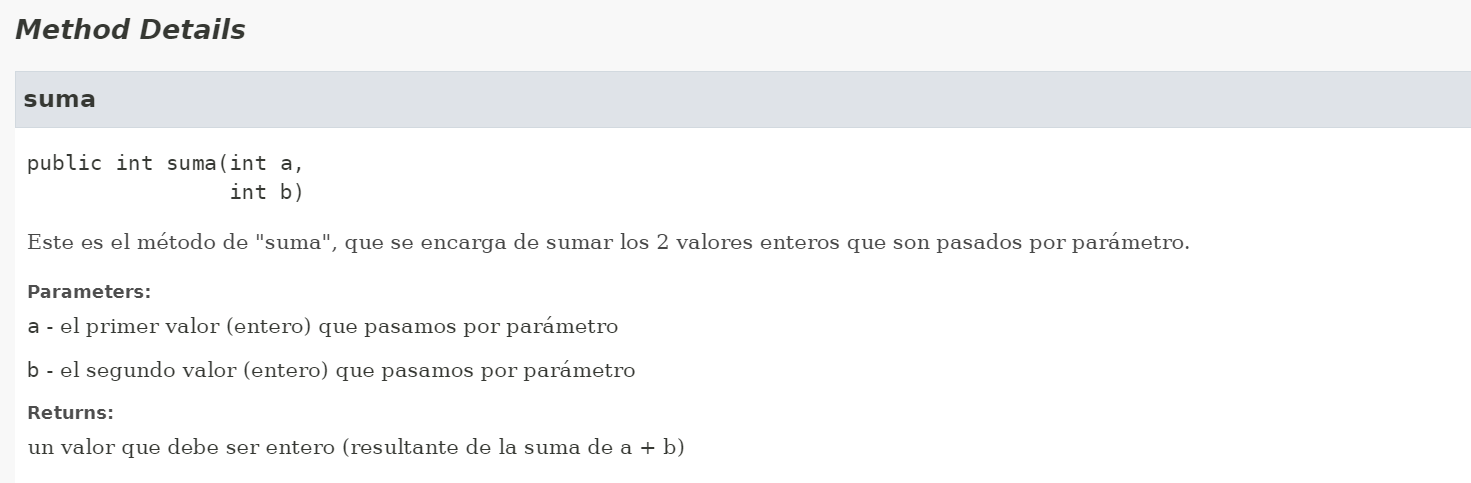 Method Details
suma
public int suma(int a,
int b)
Este es el método de "suma", que se encarga de sumar los 2 valores enteros que son pasados por parámetro.
Parameters:
a - el primer valor (entero) que pasamos por parámetro
b - el segundo valor (entero) que pasamos por parámetro
Returns:
un valor que debe ser entero (resultante de la suma de a + b)